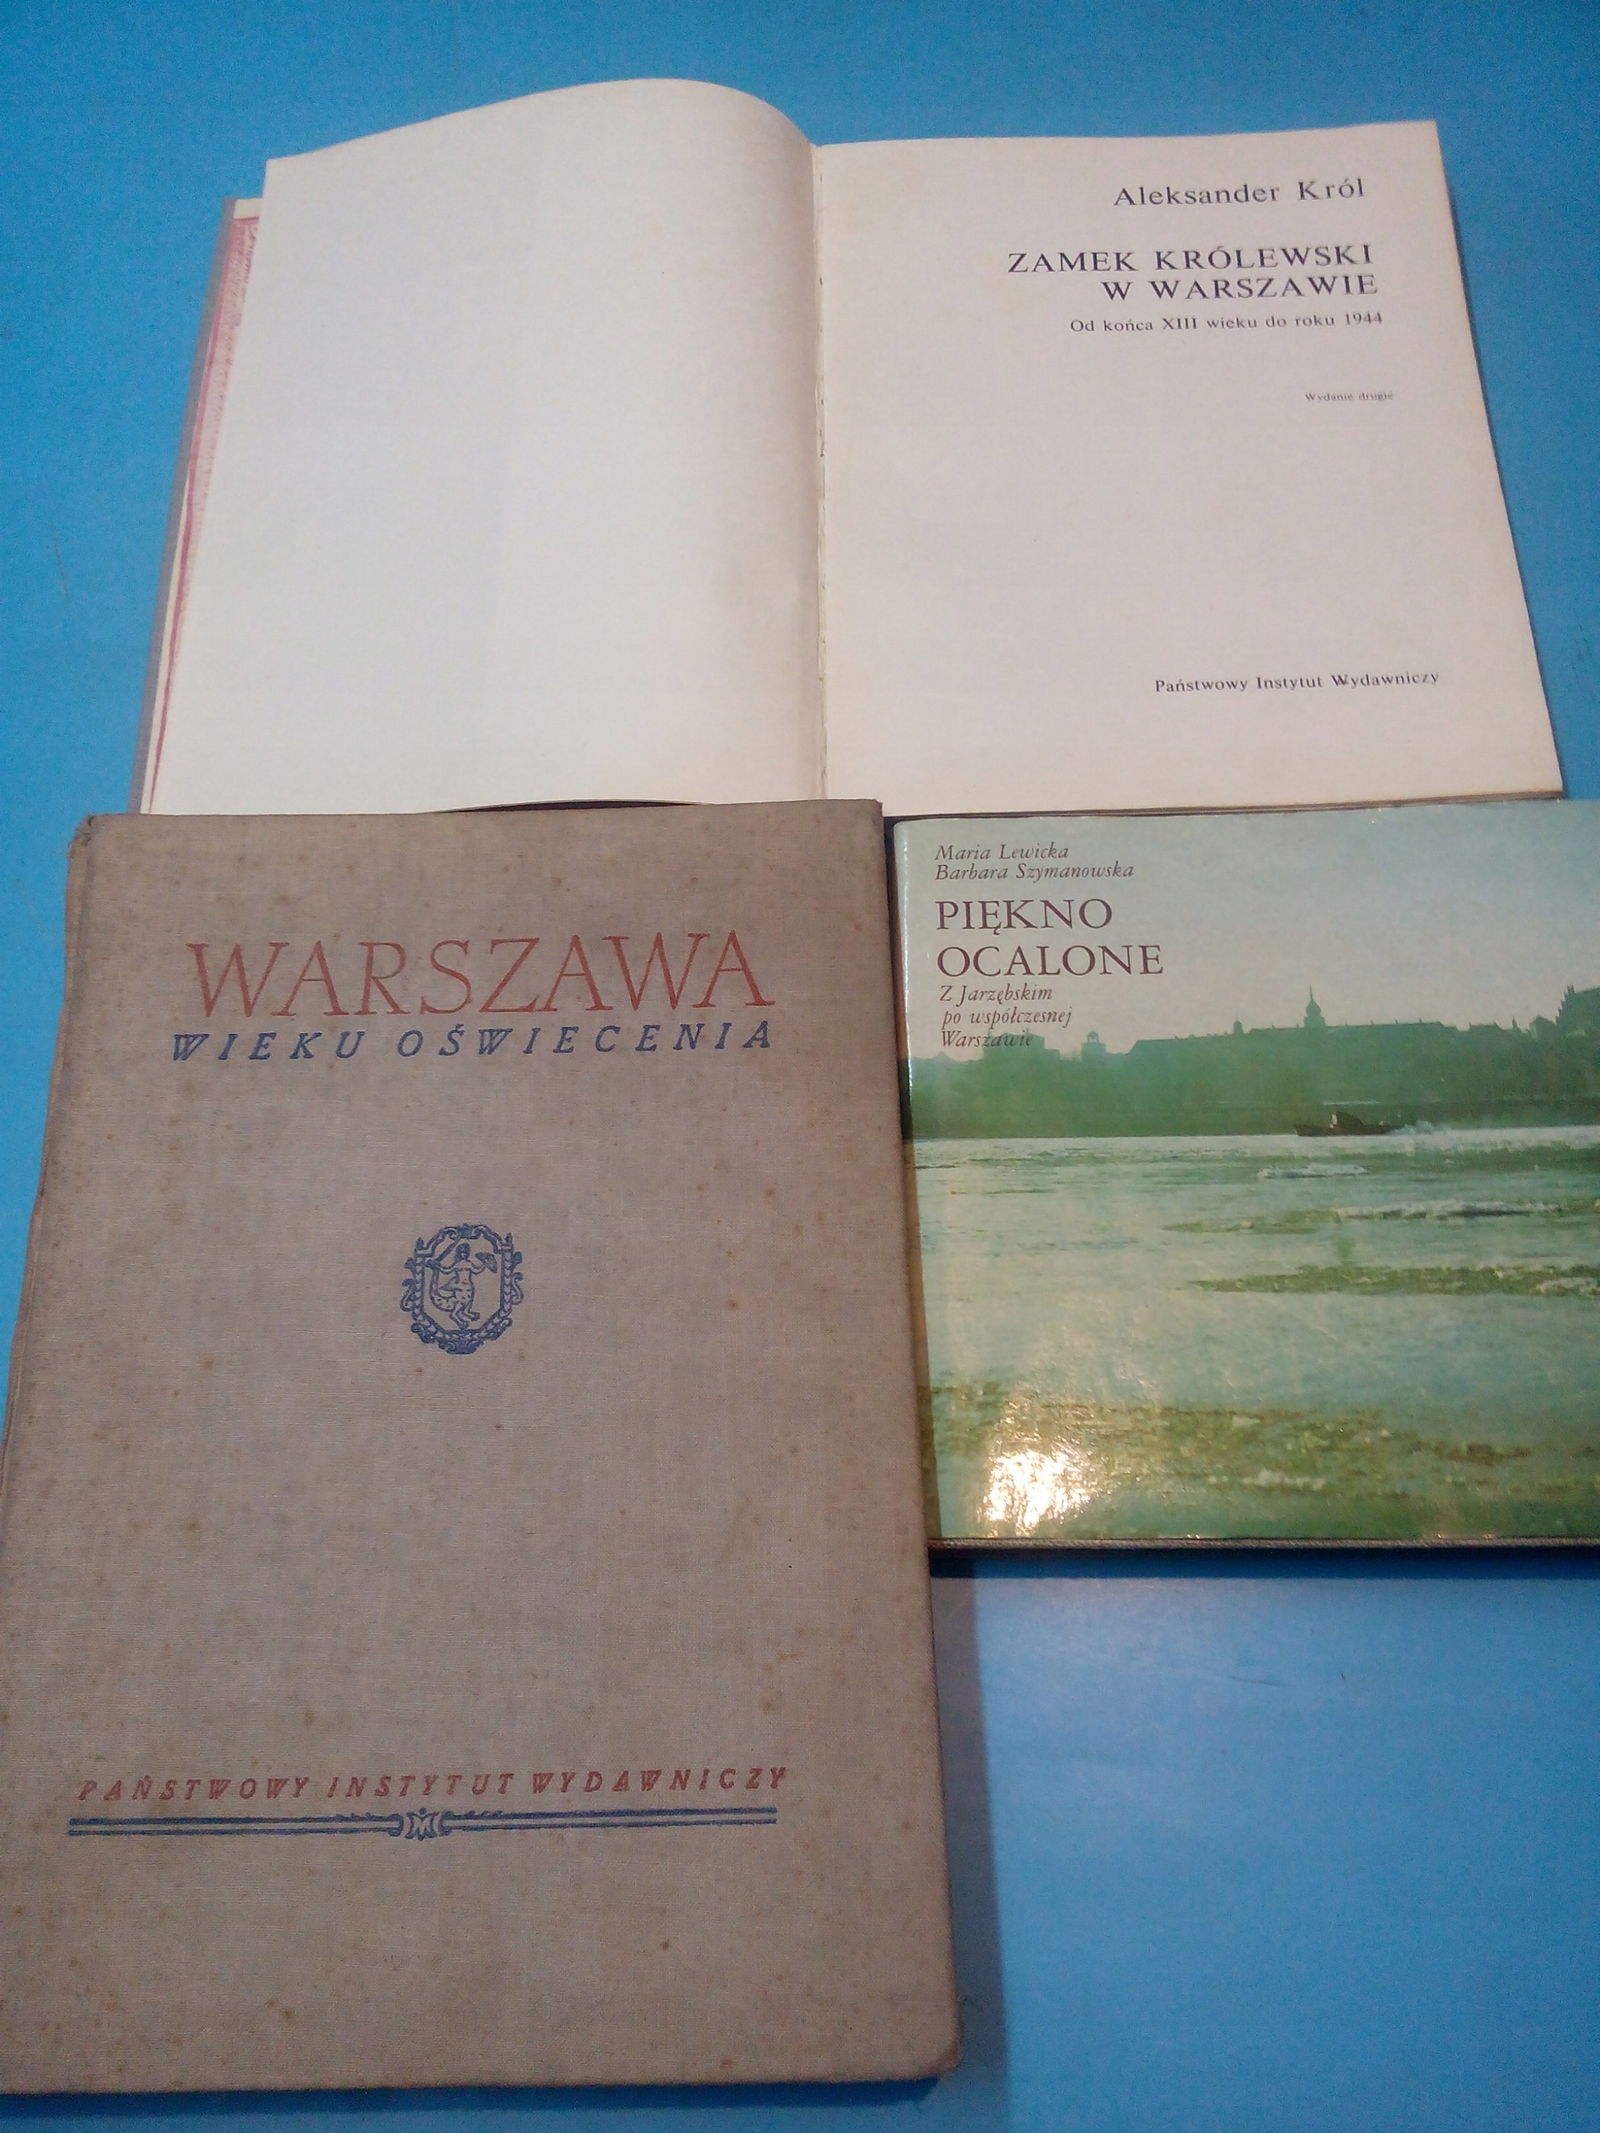 Aleksander Król
ZAMEK KRÓLEWSKI
W WARSZAWIE
Od końca XIII wieku do roku 1944
Wydanie drugie
Państwowy Instytut Wydawniczy
WARSZAWA
WIEKU OŚWIECENIA
PAŃSTWOWY INSTYTUT WYDAWNICZY
Maria Lewicka
Barbara Szymanowska
PIĘKNO
OCALONE
Z Jarzębskim
po współczesnej
Warszawie